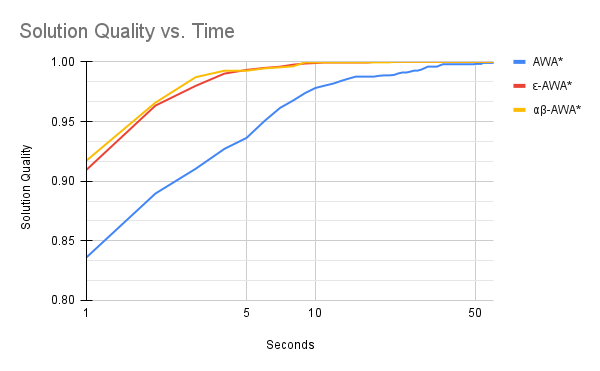 Solution Quality vs. Time
1.00
0.95
0.90
0.85
0.80
Solution Quality
1
5
10
50
Seconds
AWA*
ε-AWA*
αβ-AWA*